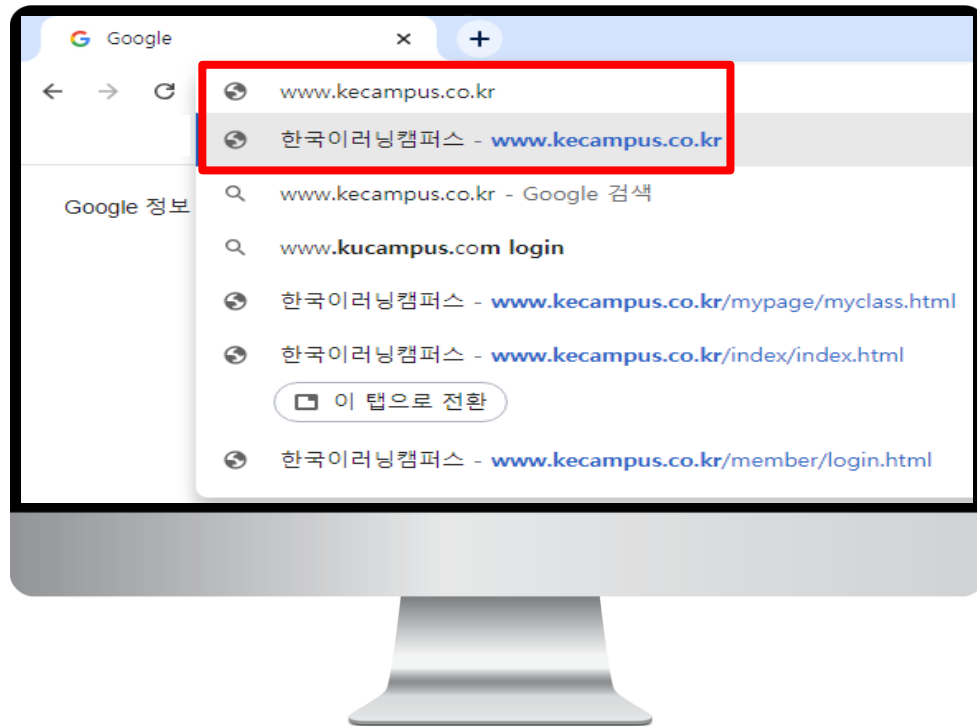 Google
www.kecampus.co.kr
한국이러닝캠퍼스 - www.kecampus.co.kr
Google 정보
www.kecampus.co.kr - Google 검색
www.kucampus.com login
한국이러닝캠퍼스 - www.kecampus.co.kr/mypage/myclass.html
한국이러닝캠퍼스 - www.kecampus.co.kr/index/index.html
이 탭으로 전환
한국이러닝캠퍼스 - www.kecampus.co.kr/member/login.html